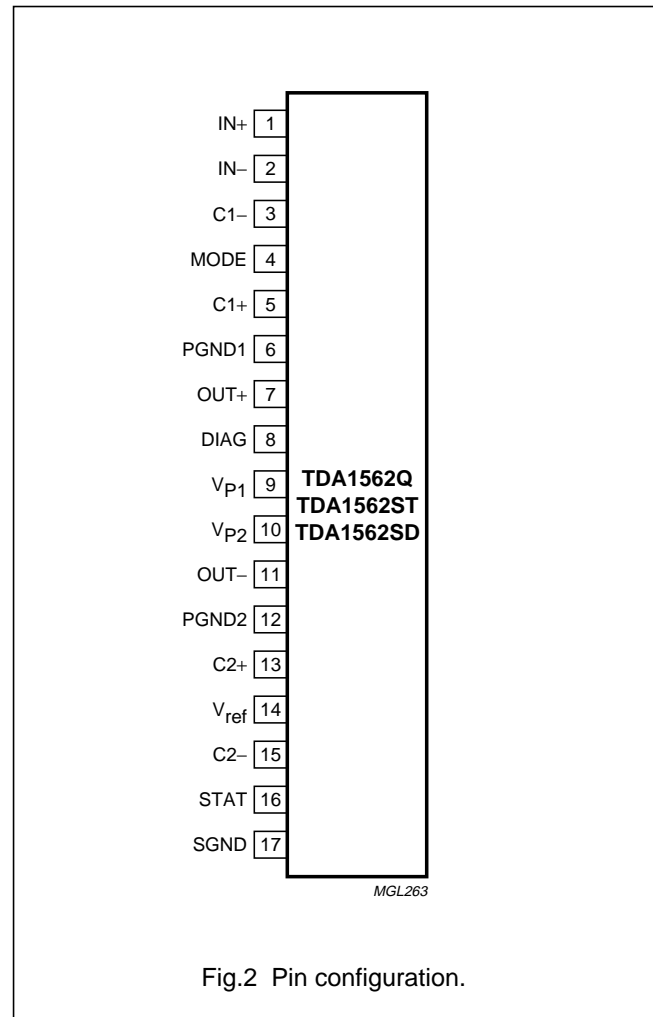 IN+ 1
IN− 2
C1− 3
MODE 4
C1+ 5
PGND1 6
OUT+ 7
DIAG 8
VP1 9
VP2 10
OUT− 11
PGND2 12
C2+ 13
Vref 14
C2− 15
STAT 16
SGND 17
TDA1562Q
TDA1562ST
TDA1562SD
MGL263
Fig.2 Pin configuration.